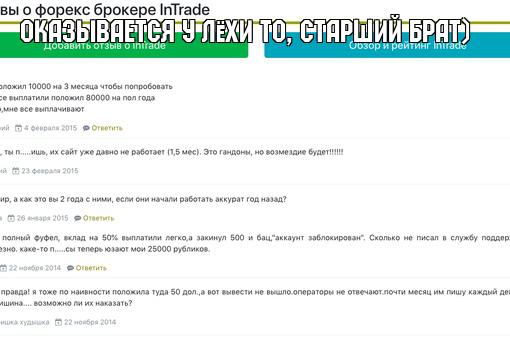 вы о форекс брокере InTrade
ОКАЗЫВАЕТСЯ У ЛЁХИ ТО, СТАРШИЙ БРАТ)
Добавить отзыв о InTrade
Обзор и рейтинг InTrade
оложил 10000 на 3 месяца чтобы попробовать
се выплатили положил 80000 на пол года
о,мне все выплачивают
рий 4 февраля 2015 Ответить
, ты п.....ишь, их сайт уже давно не работает (1,5 мес). Это гандоны, но возмездие будет!!!!!!
ий 23 февраля 2015
ир, а как это вы 2 года с ними, если они начали работать аккурат год назад?
а 26 января 2015 Ответить
полный фуфел, вклад на 50% выплатили легко,а закинул 500 и бац,"аккаунт заблокирован". Сколько не писал в службу поддер
езно. каке-то п.....сы теперь юзают мои 25000 рубликов.
22 ноября 2014 Ответить
правда! я тоже по наивности положила туда 50 дол.,а вот вывести не вышло.операторы не отвечают.почти месяц им пишу каждый де
ишина.... возможно ли их наказать?
ишка худышка 22 ноября 2014